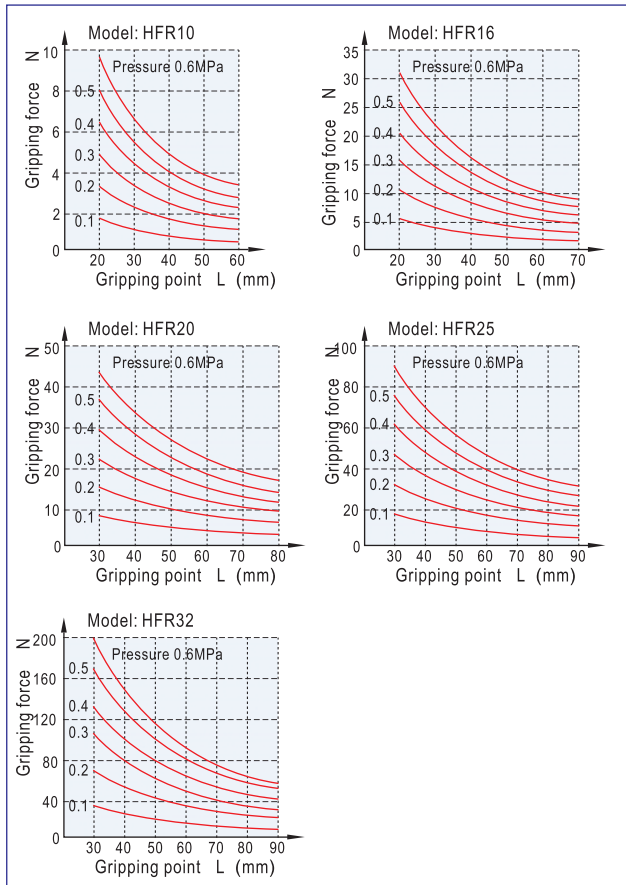 Model: HFR10
Gripping force N
10
8
6
4
2
0
Pressure 0.6MPa
0.5
0.4
0.3
0.2
0.1
20 30 40 50 60
Gripping point L (mm)
Model: HFR16
Gripping force N
35
30
25
20
15
10
5
0
Pressure 0.6MPa
0.5
0.4
0.3
0.2
0.1
20 30 40 50 60 70
Gripping point L (mm)
Model: HFR20
Gripping force N
50
40
30
20
10
0
Pressure 0.6MPa
0.5
0.4
0.3
0.2
0.1
30 40 50 60 70 80
Gripping point L (mm)
Model: HFR25
Gripping force N
100
80
60
40
20
0
Pressure 0.6MPa
0.5
0.4
0.3
0.2
0.1
30 40 50 60 70 80 90
Gripping point L (mm)
Model: HFR32
Gripping force N
200
160
120
80
40
0
Pressure 0.6MPa
0.5
0.4
0.3
0.2
0.1
30 40 50 60 70 80 90
Gripping point L (mm)